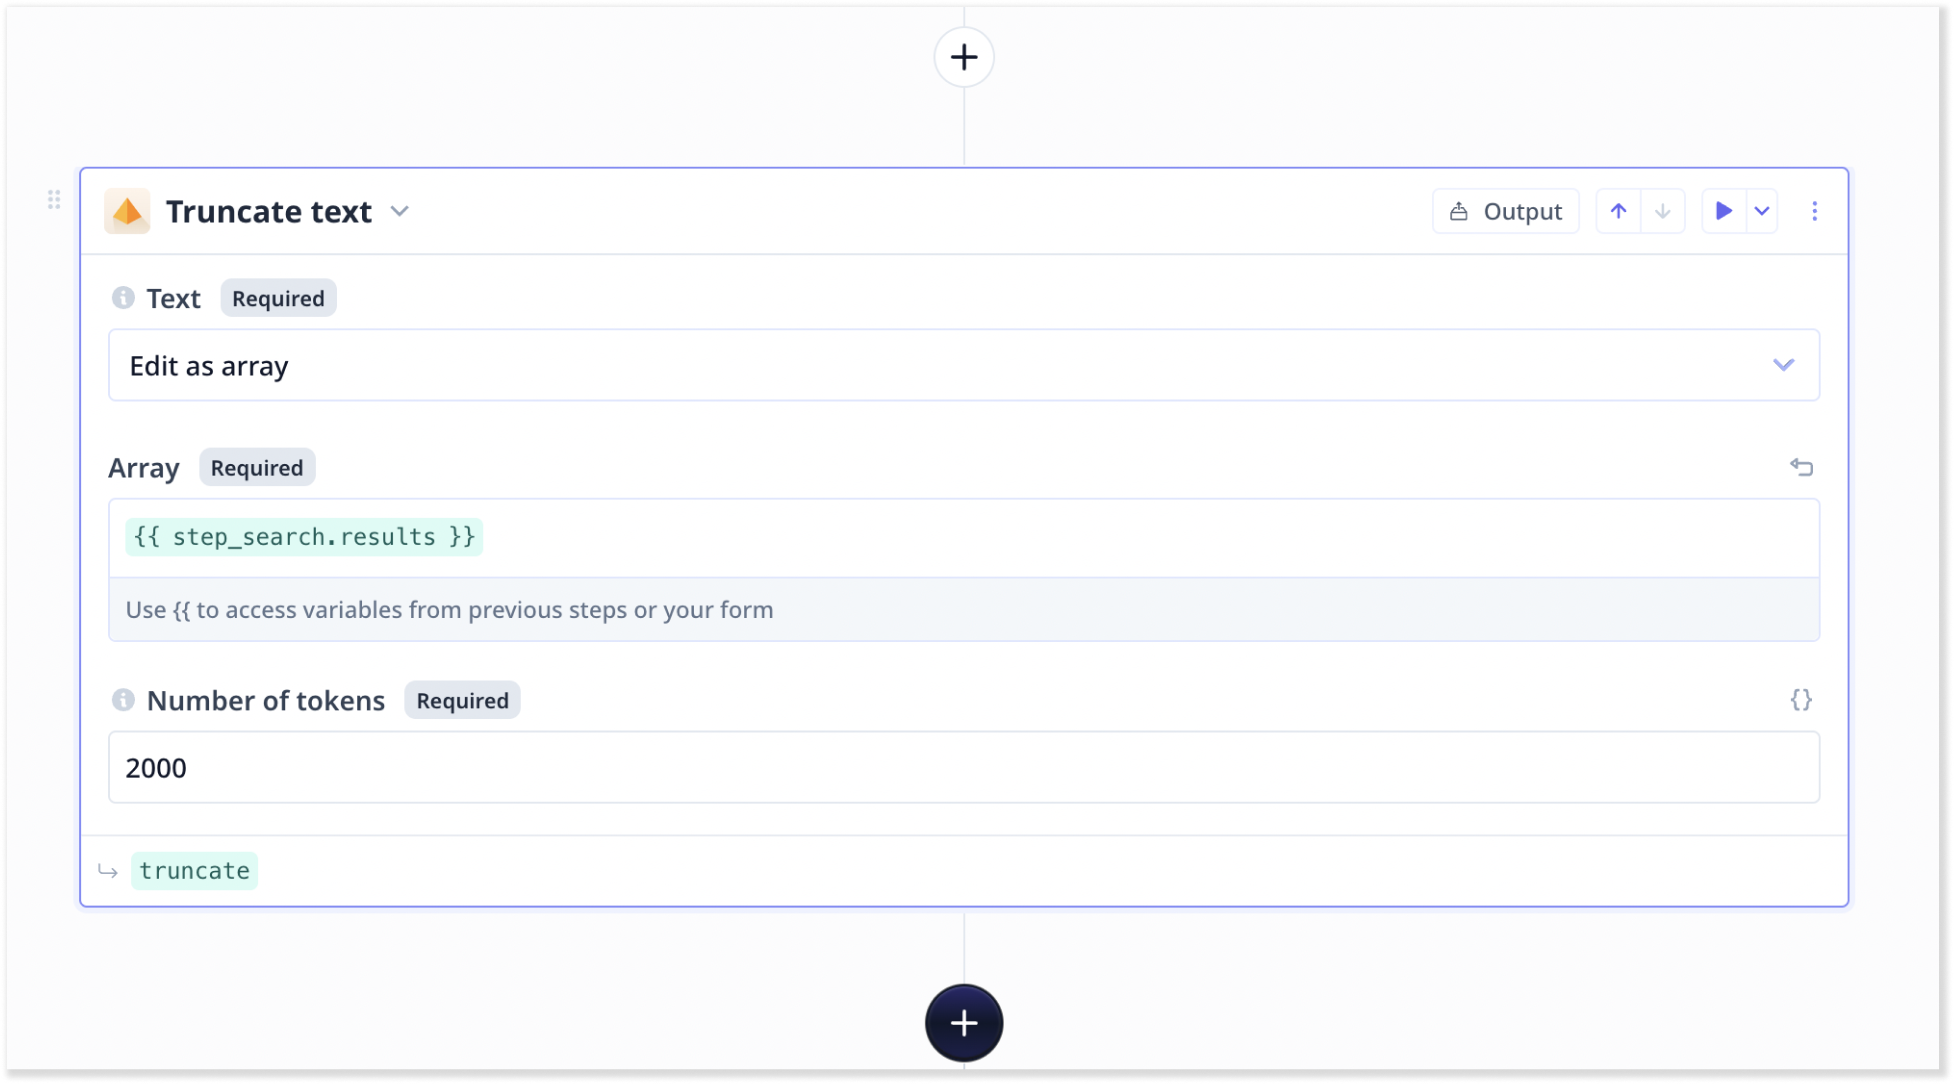 Truncate text
Output
Text Required
Edit as array
Array Required
{{ step_search.results }}
Use {{ to access variables from previous steps or your form
Number of tokens Required
{}
2000
truncate